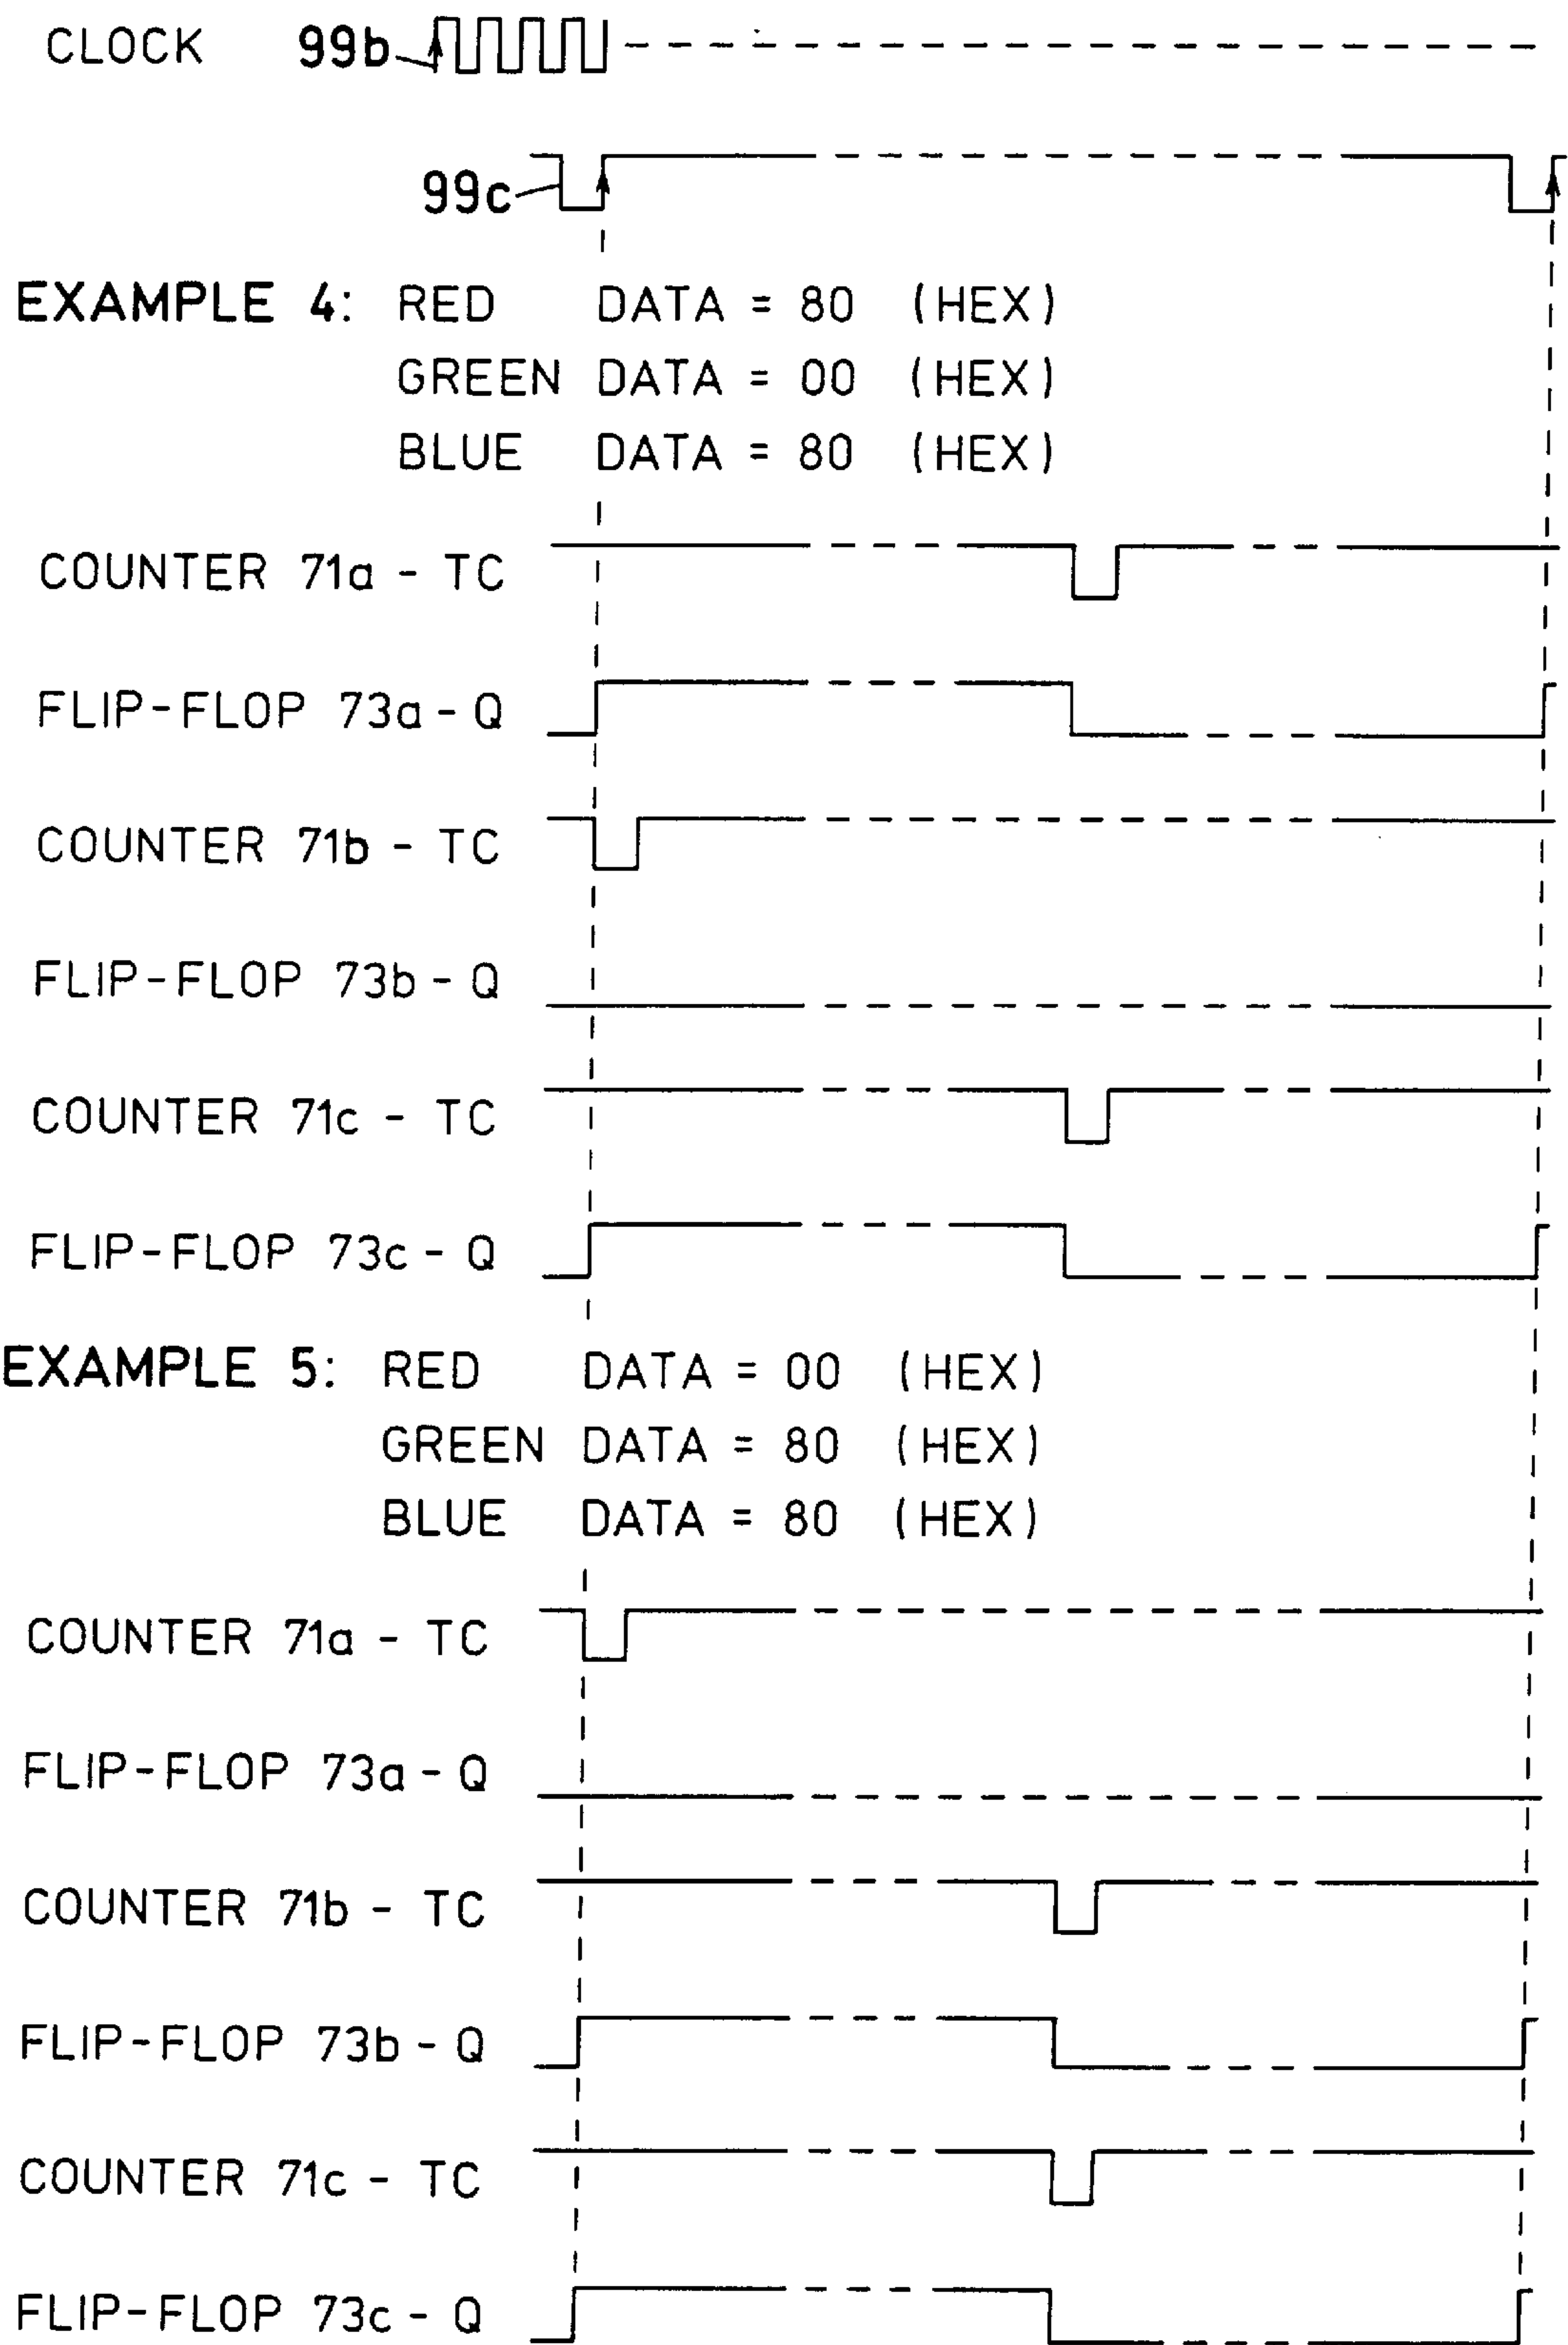 CLOCK 99b
99c
EXAMPLE 4: RED DATA = 80 (HEX)
GREEN DATA = 00 (HEX)
BLUE DATA = 80 (HEX)
COUNTER 71a - TC
FLIP-FLOP 73a - Q
COUNTER 71b - TC
FLIP-FLOP 73b - Q
COUNTER 71c - TC
FLIP-FLOP 73c - Q
EXAMPLE 5: RED DATA = 00 (HEX)
GREEN DATA = 80 (HEX)
BLUE DATA = 80 (HEX)
COUNTER 71a - TC
FLIP-FLOP 73a - Q
COUNTER 71b - TC
FLIP-FLOP 73b - Q
COUNTER 71c - TC
FLIP-FLOP 73c - Q